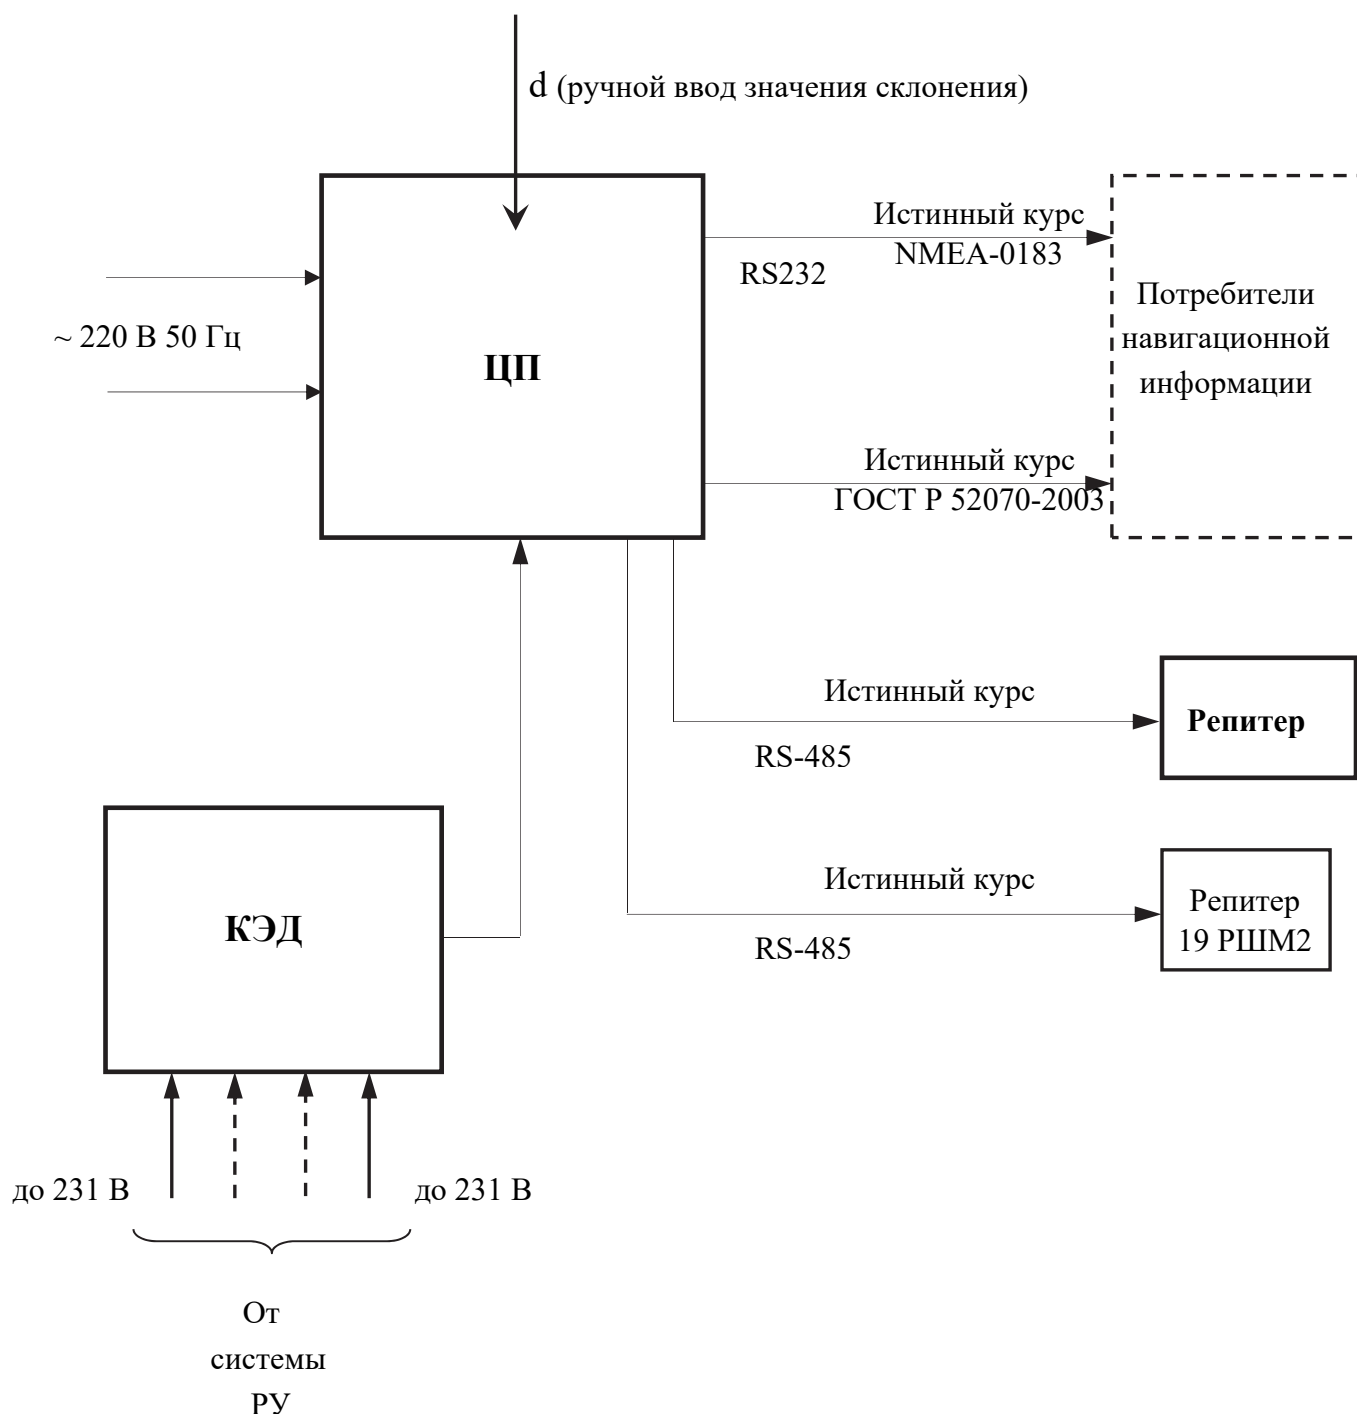 d (ручной ввод значения склонения)
Истинный курс
NMEA-0183
RS232
~ 220 В 50 Гц
ЦП
Потребители
навигационной
информации
Истинный курс
ГОСТ Р 52070-2003
Истинный курс
RS-485
Репитер
КЭД
Истинный курс
RS-485
Репитер
19 РШМ2
до 231 В
до 231 В
От
системы
РУ